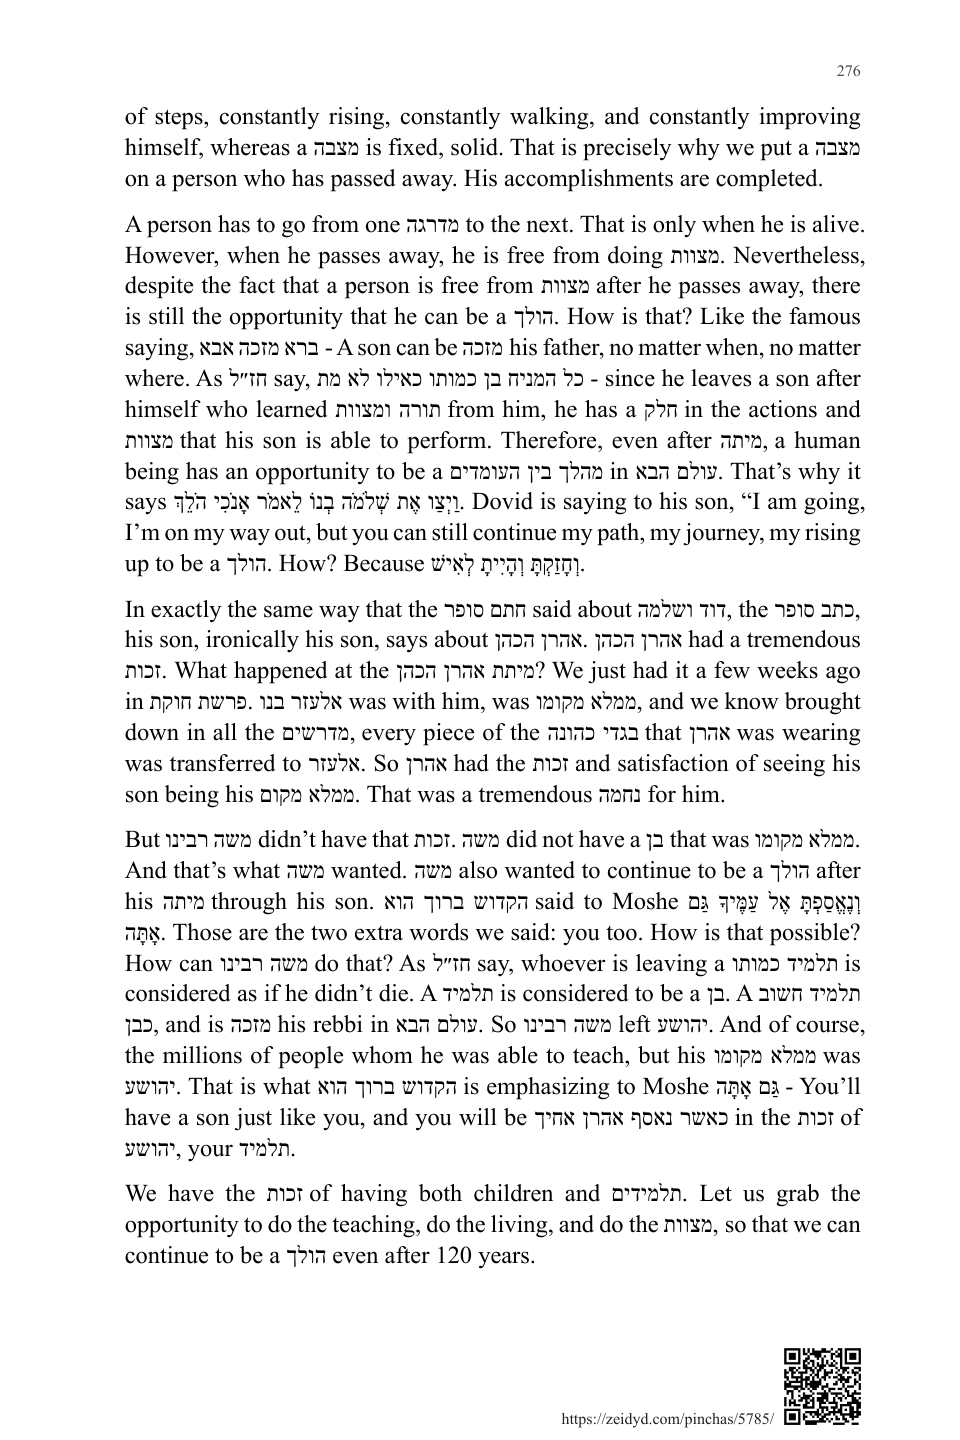 276
of steps, constantly rising, constantly walking, and constantly improving
himself, whereas a מצבה is fixed, solid. That is precisely why we put a מצבה
on a person who has passed away. His accomplishments are completed.
A person has to go from one מדרגה to the next. That is only when he is alive.
However, when he passes away, he is free from doing מצוות. Nevertheless,
despite the fact that a person is free from מצוות after he passes away, there
is still the opportunity that he can be a הולך. How is that? Like the famous
saying, ברא מזכה אבא - A son can be מזכה his father, no matter when, no matter
where. As חז״ל say, כל המניח בן כמותו כאילו לא מת - since he leaves a son after
himself who learned תורה ומצוות from him, he has a חלק in the actions and
מצוות that his son is able to perform. Therefore, even after מיתה, a human
being has an opportunity to be a מהלך בין העומדים in עולם הבא. That’s why it
says וַיְצַו אֶת שְׁלֹמֹה בְנוֹ לֵאמֹר אָנֹכִי הֹלֵךְ. Dovid is saying to his son, “I am going,
I’m on my way out, but you can still continue my path, my journey, my rising
up to be a הולך. How? Because וְחָזַקְתָּ וְהָיִיתָ לְאִישׁ.
In exactly the same way that the חתם סופר said about דוד ושלמה, the כתב סופר,
his son, ironically his son, says about אהרן הכהן. אהרן הכהן had a tremendous
זכות. What happened at the מיתת אהרן הכהן? We just had it a few weeks ago
in פרשת חוקת. אלעזר בנו was with him, was ממלא מקומו, and we know brought
down in all the מדרשים, every piece of the בגדי כהונה that אהרן was wearing
was transferred to אלעזר. So אהרן had the זכות and satisfaction of seeing his
son being his ממלא מקום. That was a tremendous נחמה for him.
But משה רבינו didn’t have that זכות. משה did not have a בן that was ממלא מקומו.
And that’s what משה wanted. משה also wanted to continue to be a הולך after
his מיתה through his son. הקדוש ברוך הוא said to Moshe וְנֶאֱסַפְתָּ אֶל עַמֶּיךָ גַּם
אָתָּה. Those are the two extra words we said: you too. How is that possible?
How can משה רבינו do that? As חז״ל say, whoever is leaving a תלמיד כמותו is
considered as if he didn’t die. A תלמיד is considered to be a בן. A תלמיד חשוב
כבן, and is מזכה his rebbi in עולם הבא. So משה רבינו left יהושע. And of course,
the millions of people whom he was able to teach, but his ממלא מקומו was
יהושע. That is what הקדוש ברוך הוא is emphasizing to Moshe גַּם אָתָּה - You’ll
have a son just like you, and you will be כאשר נאסף אהרן אחיך in the זכות of
יהושע, your תלמיד.
We have the זכות of having both children and תלמידים. Let us grab the
opportunity to do the teaching, do the living, and do the מצוות, so that we can
continue to be a הולך even after 120 years.
https://zeidyd.com/pinchas/5785/